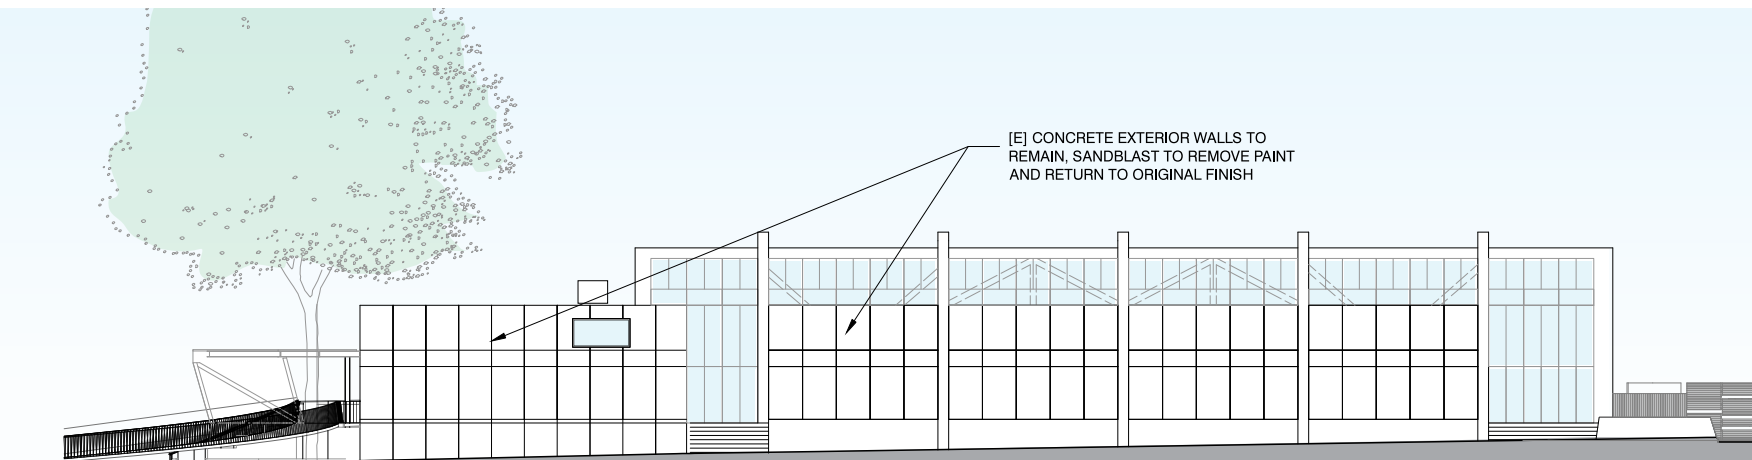 [E] CONCRETE EXTERIOR WALLS TO
REMAIN, SANDBLAST TO REMOVE PAINT
AND RETURN TO ORIGINAL FINISH